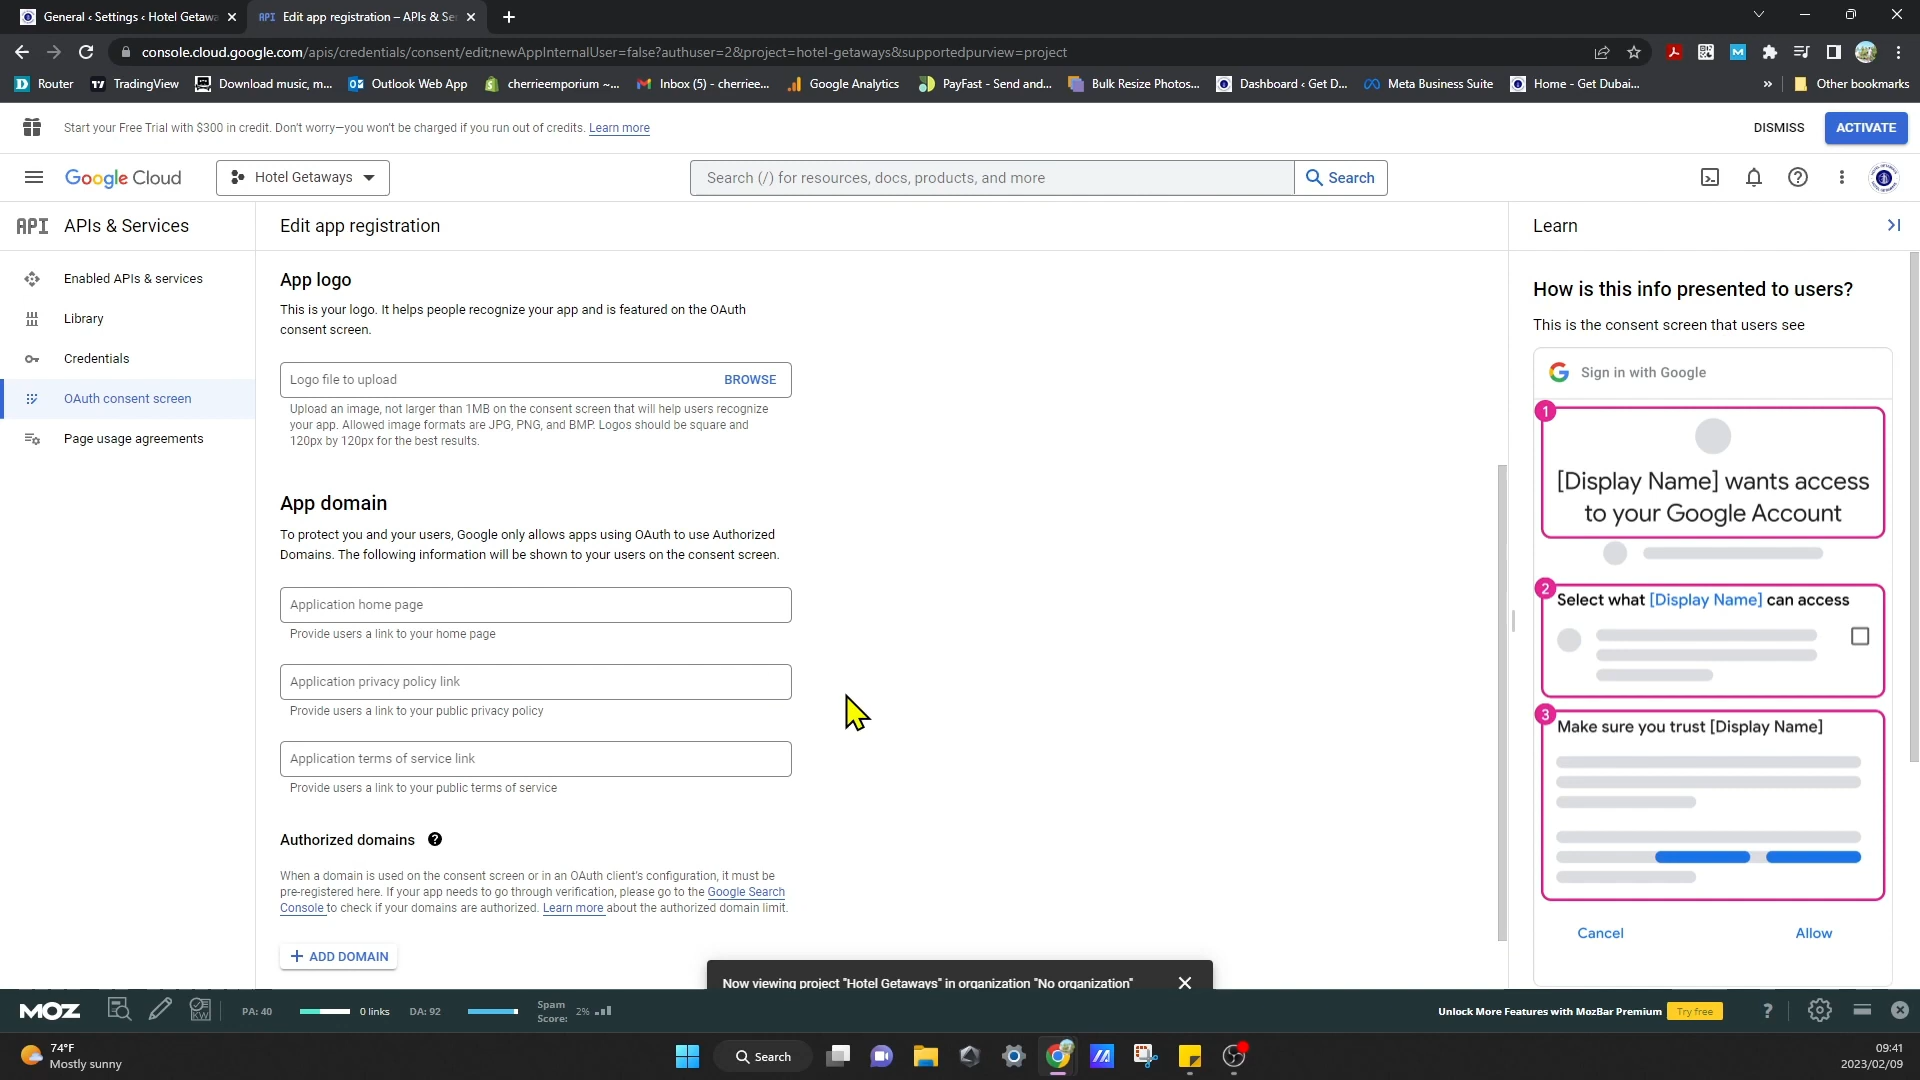 General ‹ Settings ‹ Hotel Getawa
API Edit app registration – APIs & Se
console.cloud.google.com/apis/credentials/consent/edit;newAppInternalUser=false?authuser=2&project=hotel-getaways&supportedpurview=project
Router
TradingView
Download music, m...
Outlook Web App
cherrieemporium ~...
Inbox (5) - cherriee...
Google Analytics
PayFast - Send and...
Bulk Resize Photos...
Dashboard ‹ Get D...
Meta Business Suite
Home - Get Dubai...
»
Other bookmarks
Start your Free Trial with $300 in credit. Don't worry—you won't be charged if you run out of credits. Learn more
DISMISS
ACTIVATE
Google Cloud
Hotel Getaways
Search (/) for resources, docs, products, and more
Search
API APIs & Services
Enabled APIs & services
Library
Credentials
OAuth consent screen
Page usage agreements
Edit app registration
App logo
This is your logo. It helps people recognize your app and is featured on the OAuth
consent screen.
Logo file to upload
BROWSE
Upload an image, not larger than 1MB on the consent screen that will help users recognize
your app. Allowed image formats are JPG, PNG, and BMP. Logos should be square and
120px by 120px for the best results.
App domain
To protect you and your users, Google only allows apps using OAuth to use Authorized
Domains. The following information will be shown to your users on the consent screen.
Application home page
Provide users a link to your home page
Application privacy policy link
Provide users a link to your public privacy policy
Application terms of service link
Provide users a link to your public terms of service
Authorized domains
When a domain is used on the consent screen or in an OAuth client's configuration, it must be
pre-registered here. If your app needs to go through verification, please go to the Google Search
Console to check if your domains are authorized. Learn more about the authorized domain limit.
+ ADD DOMAIN
Now viewing project "Hotel Getaways" in organization "No organization"
Learn
How is this info presented to users?
This is the consent screen that users see
G Sign in with Google
1
[Display Name] wants access
to your Google Account
2
Select what [Display Name] can access
3
Make sure you trust [Display Name]
Cancel
Allow
MOZ
KW
PA: 40
0 links
DA: 92
Spam
Score:
2%
Unlock More Features with MozBar Premium
Try free
?
74°F
Mostly sunny
Search
09:41
2023/02/09